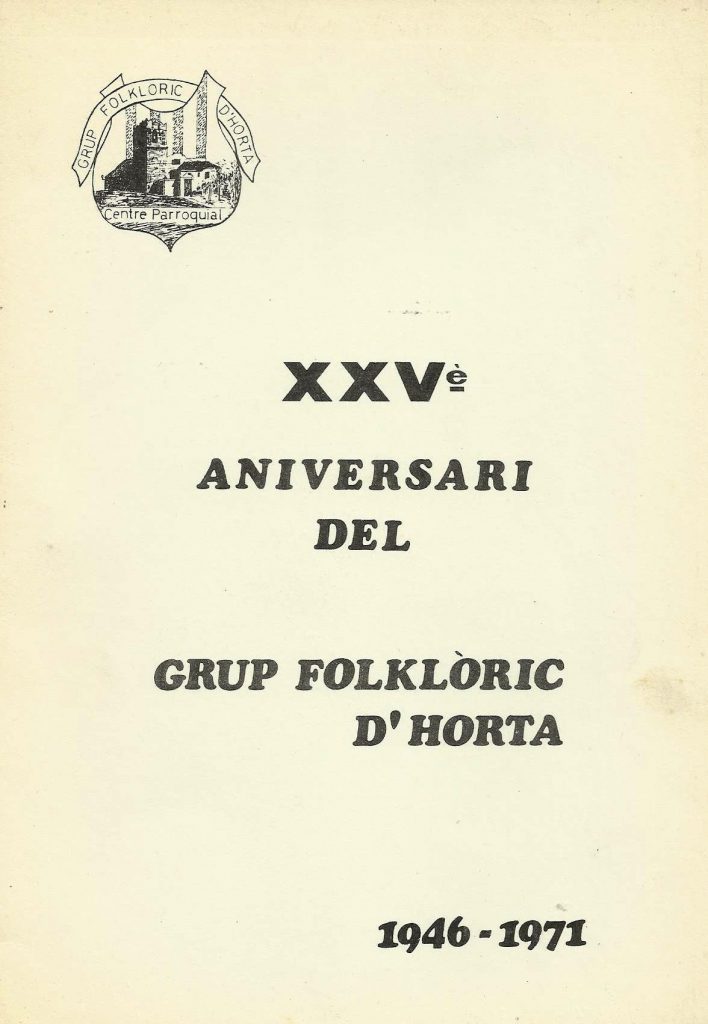 GRUP FOLKLORIC D'HORTA
Centre Parroquial
XXVè
ANIVERSARI
DEL
GRUP FOLKLÒRIC
D'HORTA
1946-1971